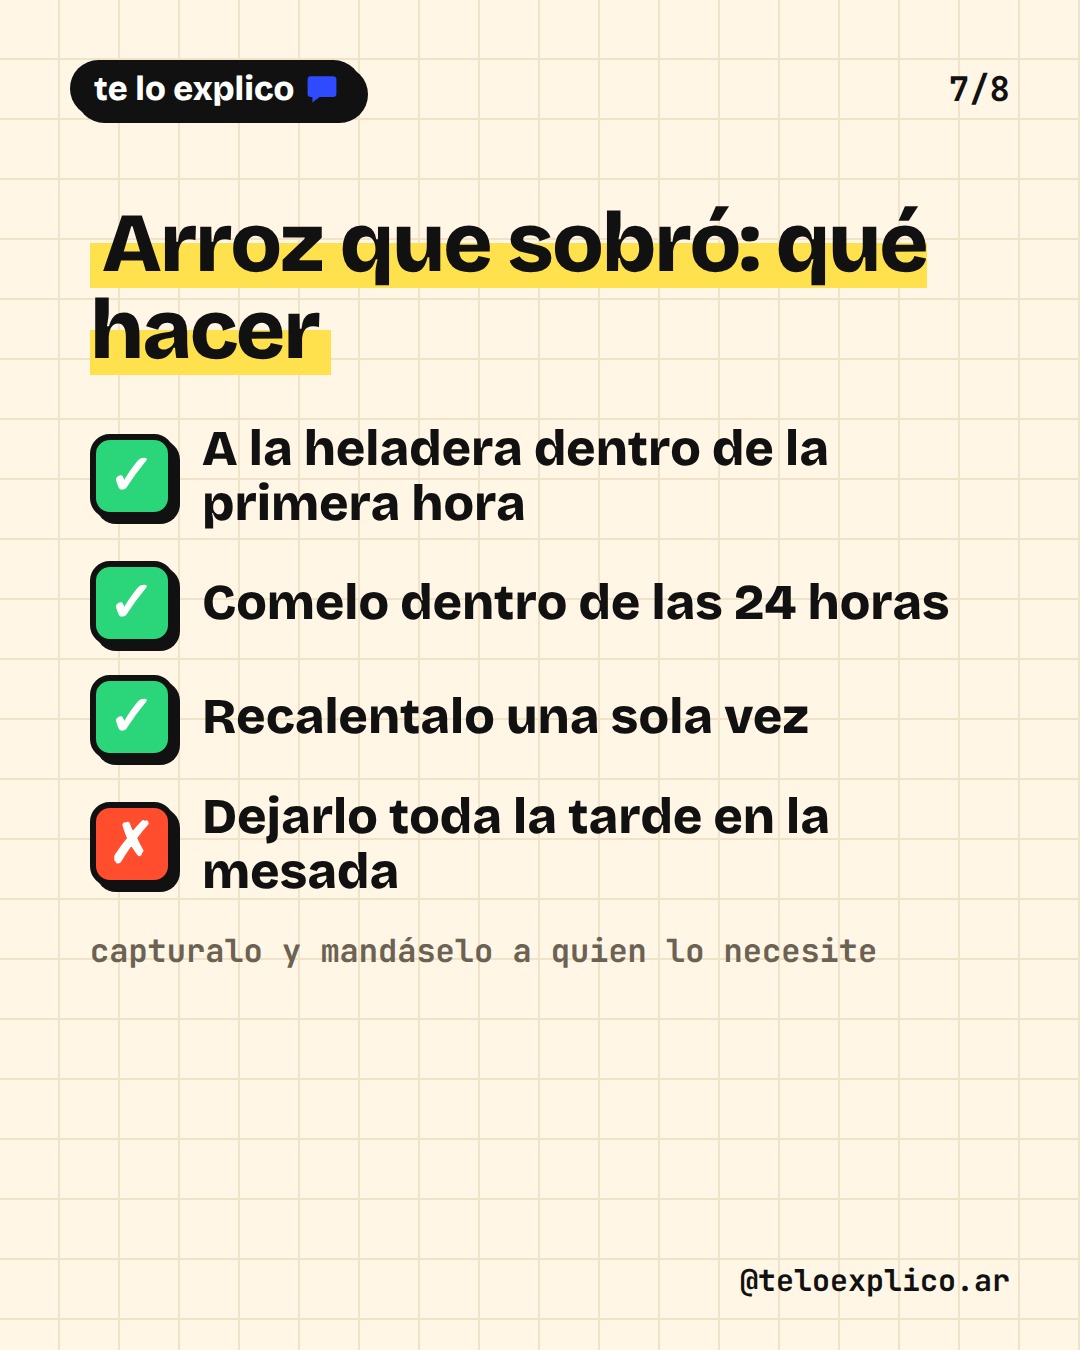 te lo explico
7/8
Arroz que sobró: qué
hacer
✓ A la heladera dentro de la
primera hora
✓ Comelo dentro de las 24 horas
✓ Recalentalo una sola vez
✗ Dejarlo toda la tarde en la
mesada
capturalo y mandáselo a quien lo necesite
@teloexplico.ar